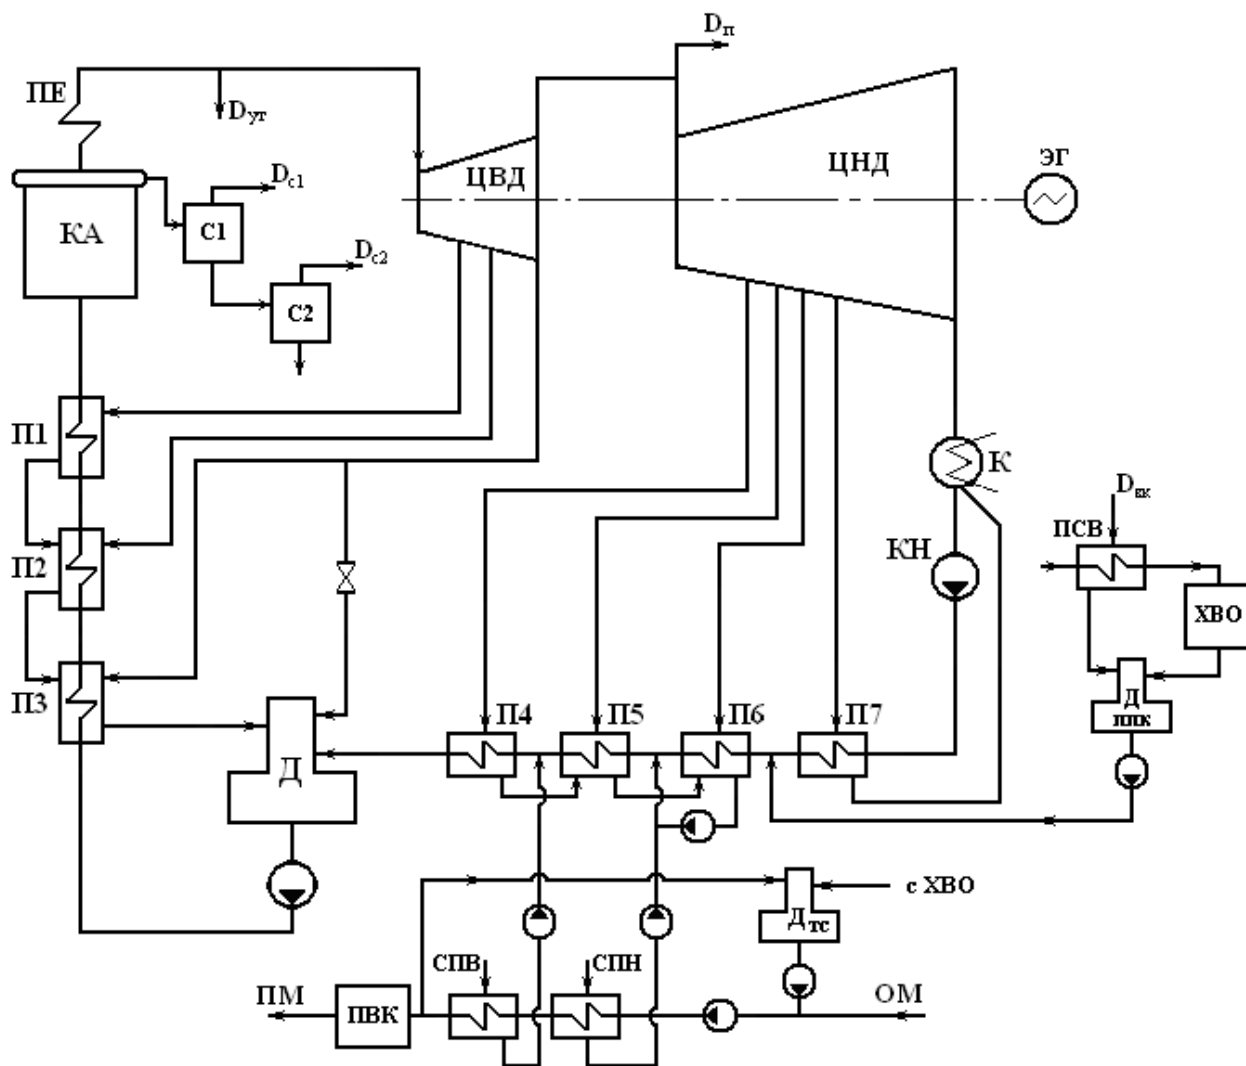 Dп
ПЕ
Dут
ЦВД
ЦНД
ЭГ
КА
Dс1
С1
Dс2
С2
П1
К
Dвк
ПСВ
КН
П2
ХВО
П3
П4
П5
П6
П7
Д
ппк
Д
с ХВО
Дтс
СПВ
СПН
ПМ
ПВК
ОМ